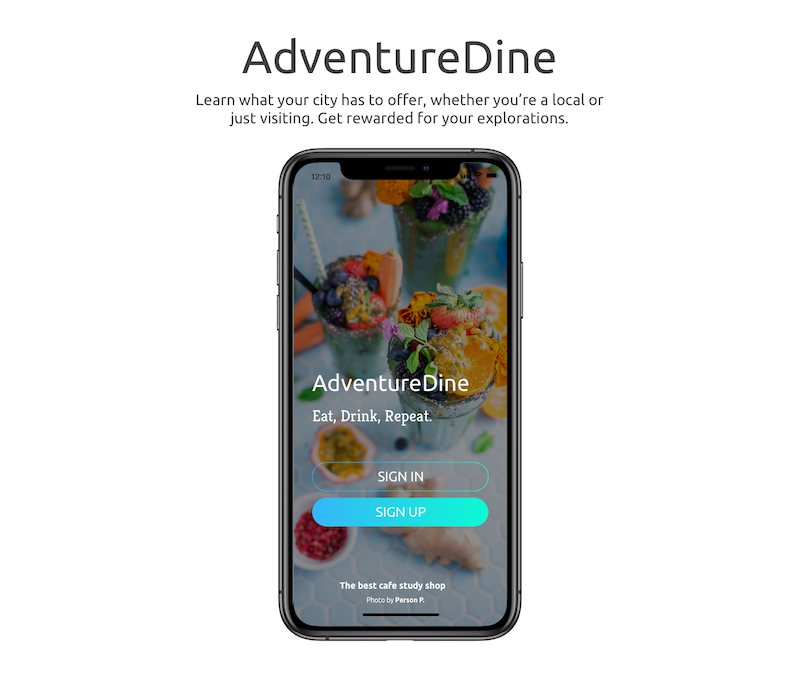 AdventureDine
Learn what your city has to offer, whether you’re a local or
just visiting. Get rewarded for your explorations.
12:10
AdventureDine
Eat, Drink, Repeat.
SIGN IN
SIGN UP
The best cafe study shop
Photo by Person P.